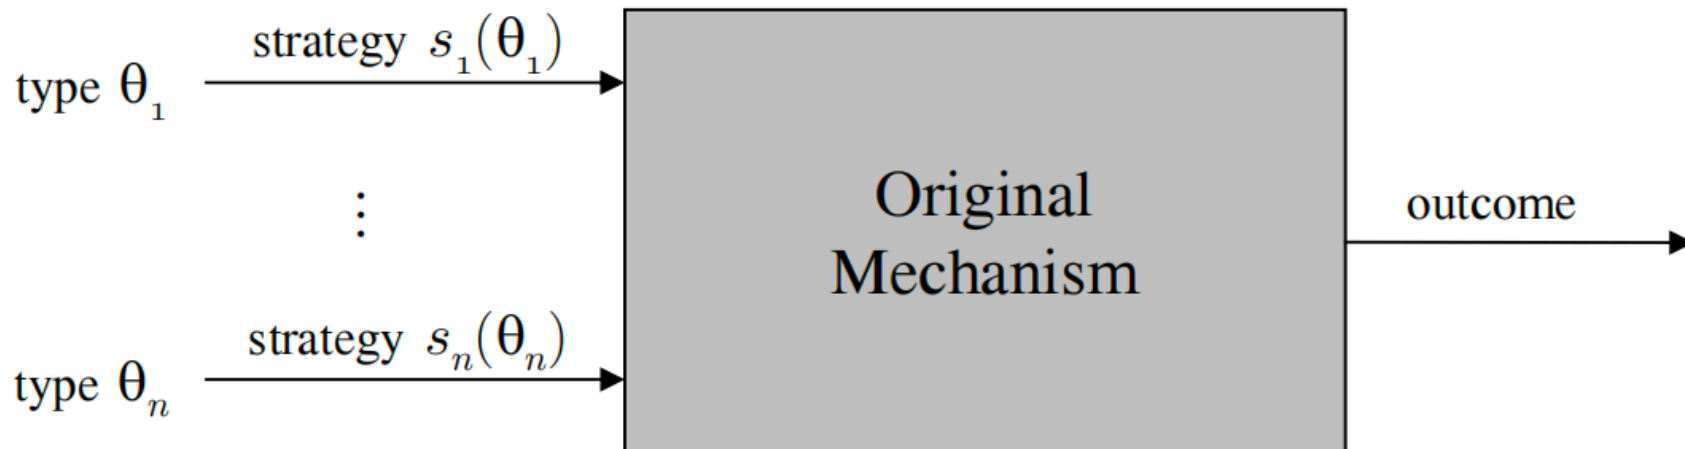 strategy s₁(θ₁)
type θ₁
⋮
Original
Mechanism
outcome
strategy sₙ(θₙ)
type θₙ